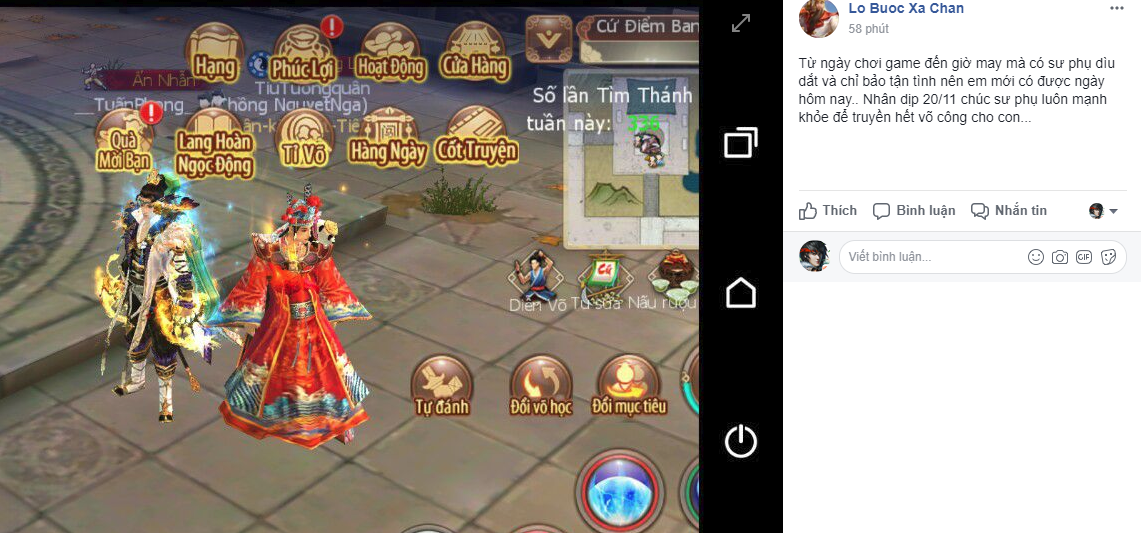 Cứ Điểm Ban
Hạng
Phúc Lợi
Hoạt Động
Cửa Hàng
Ẩn Nhẫn
TiuTuongquan
__TuấnPhong__
hồng NguyệtNga)
Số lần Tìm Thánh
tuần này: 336
Quà
Mời Bạn
Lang Hoàn
Ngọc Động
Tỉ Võ
Hàng Ngày
Cốt Truyện
Diễn Võ
Tử sửa
Nấu rượu
Tự đánh
Đổi võ học
Đổi mục tiêu
Lo Buoc Xa Chan
58 phút
Từ ngày chơi game đến giờ may mà có sư phụ dìu
dắt và chỉ bảo tận tình nên em mới có được ngày
hôm nay.. Nhân dịp 20/11 chúc sư phụ luôn mạnh
khỏe để truyền hết võ công cho con...
Thích
Bình luận
Nhắn tin
Viết bình luận...
GIF